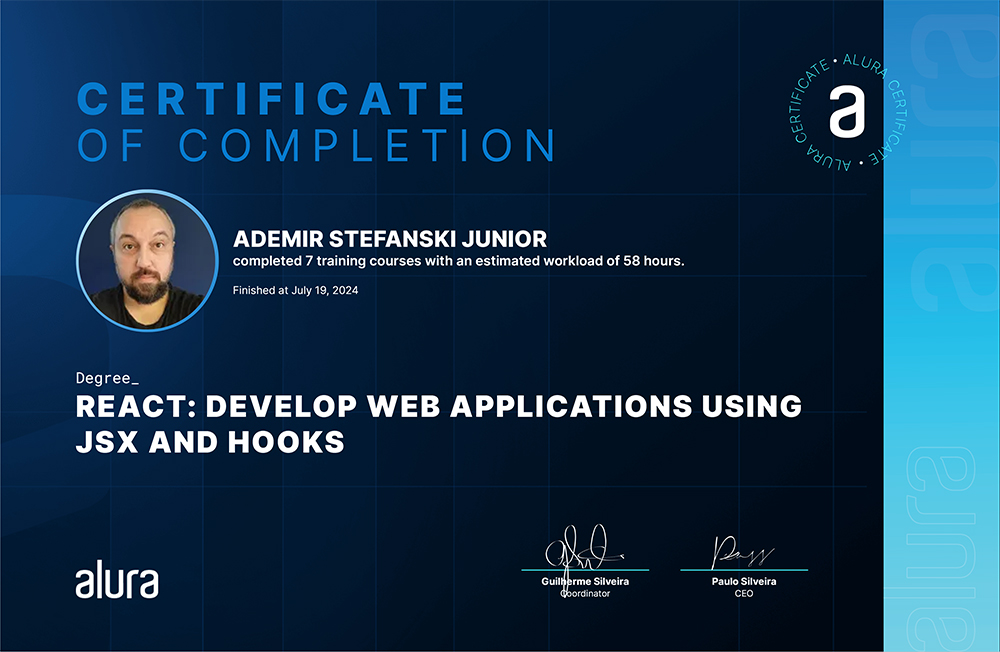 CERTIFICATE
OF COMPLETION
ALURA CERTIFICATE • ALURA CERTIFICATE •
a
ADEMIR STEFANSKI JUNIOR
completed 7 training courses with an estimated workload of 58 hours.
Finished at July 19, 2024
Degree_
REACT: DEVELOP WEB APPLICATIONS USING
JSX AND HOOKS
alura
Guilherme Silveira
Coordinator
Paulo Silveira
CEO
alura
alura